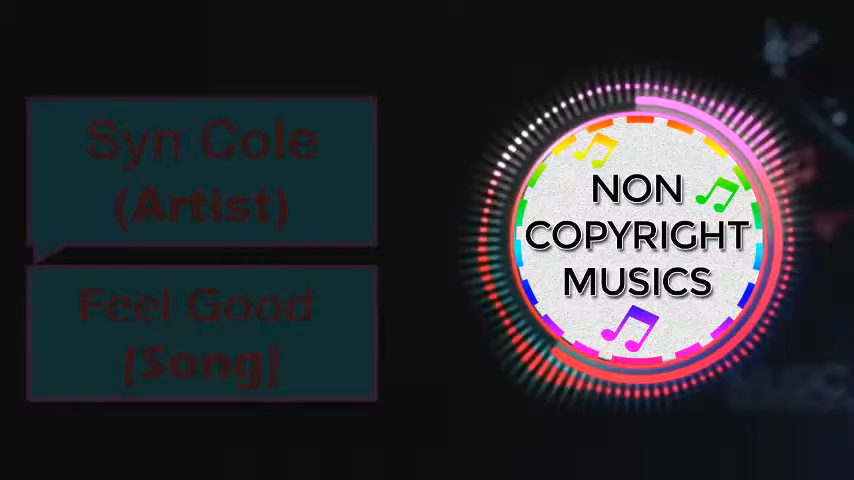 Syn Cole
(Artist)
Feel Good
(Song)
NON
COPYRIGHT
MUSICS